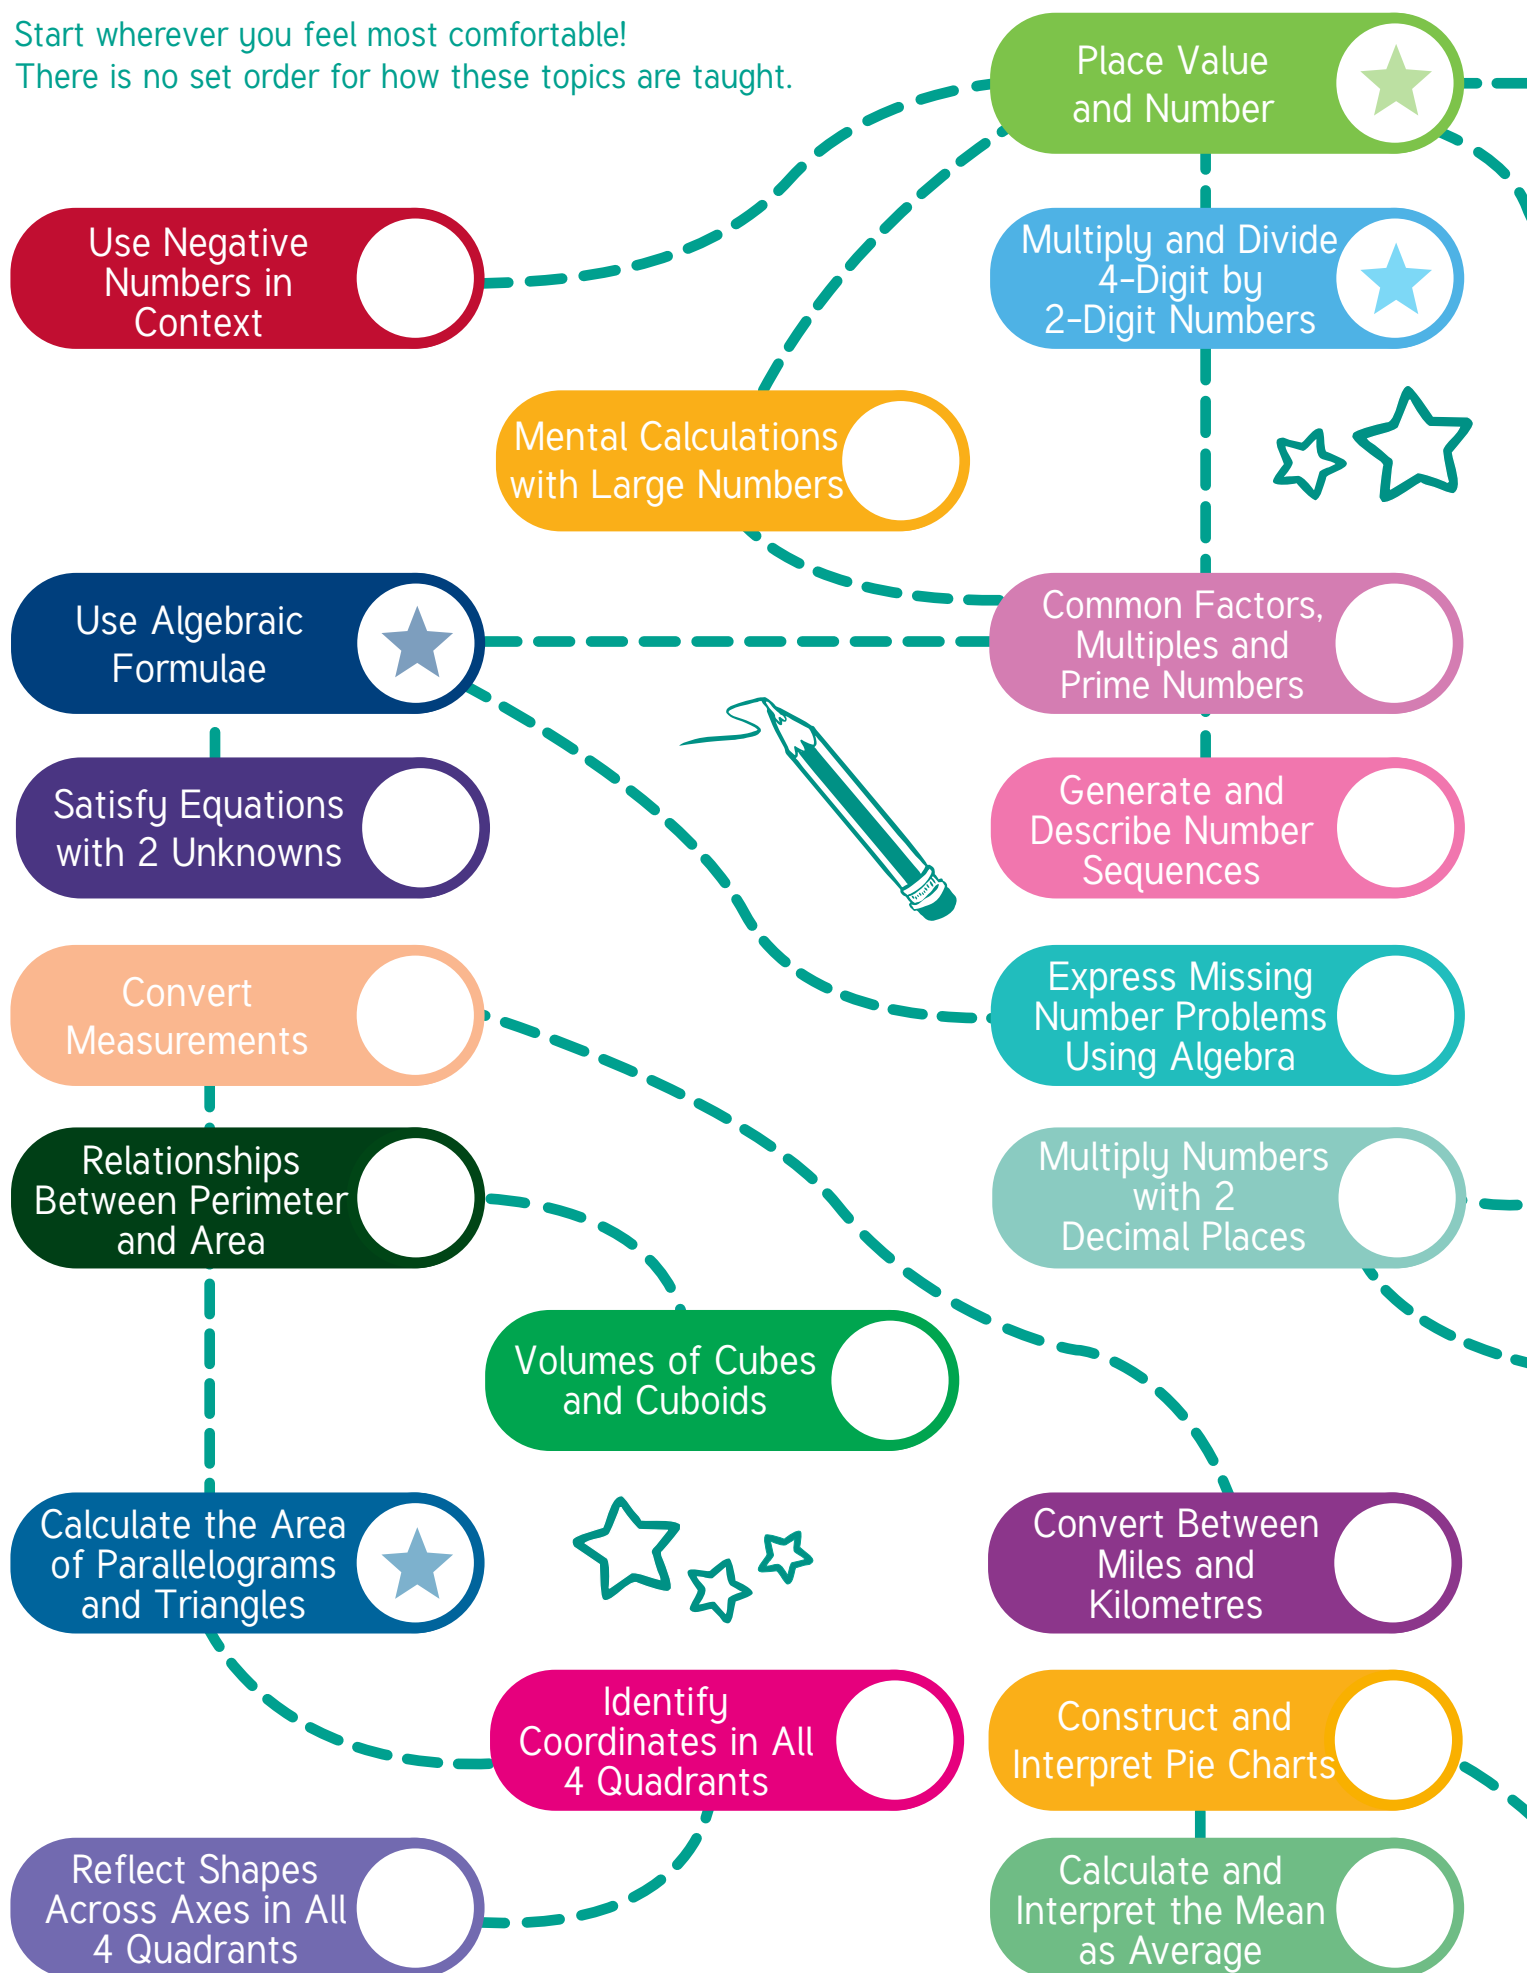 Start wherever you feel most comfortable!
There is no set order for how these topics are taught.
Place Value
and Number
Use Negative
Numbers in
Context
Multiply and Divide
4-Digit by
2-Digit Numbers
Mental Calculations
with Large Numbers
Use Algebraic
Formulae
Common Factors,
Multiples and
Prime Numbers
Satisfy Equations
with 2 Unknowns
Generate and
Describe Number
Sequences
Convert
Measurements
Express Missing
Number Problems
Using Algebra
Relationships
Between Perimeter
and Area
Multiply Numbers
with 2
Decimal Places
Volumes of Cubes
and Cuboids
Calculate the Area
of Parallelograms
and Triangles
Convert Between
Miles and
Kilometres
Identify
Coordinates in All
4 Quadrants
Construct and
Interpret Pie Charts
Reflect Shapes
Across Axes in All
4 Quadrants
Calculate and
Interpret the Mean
as Average